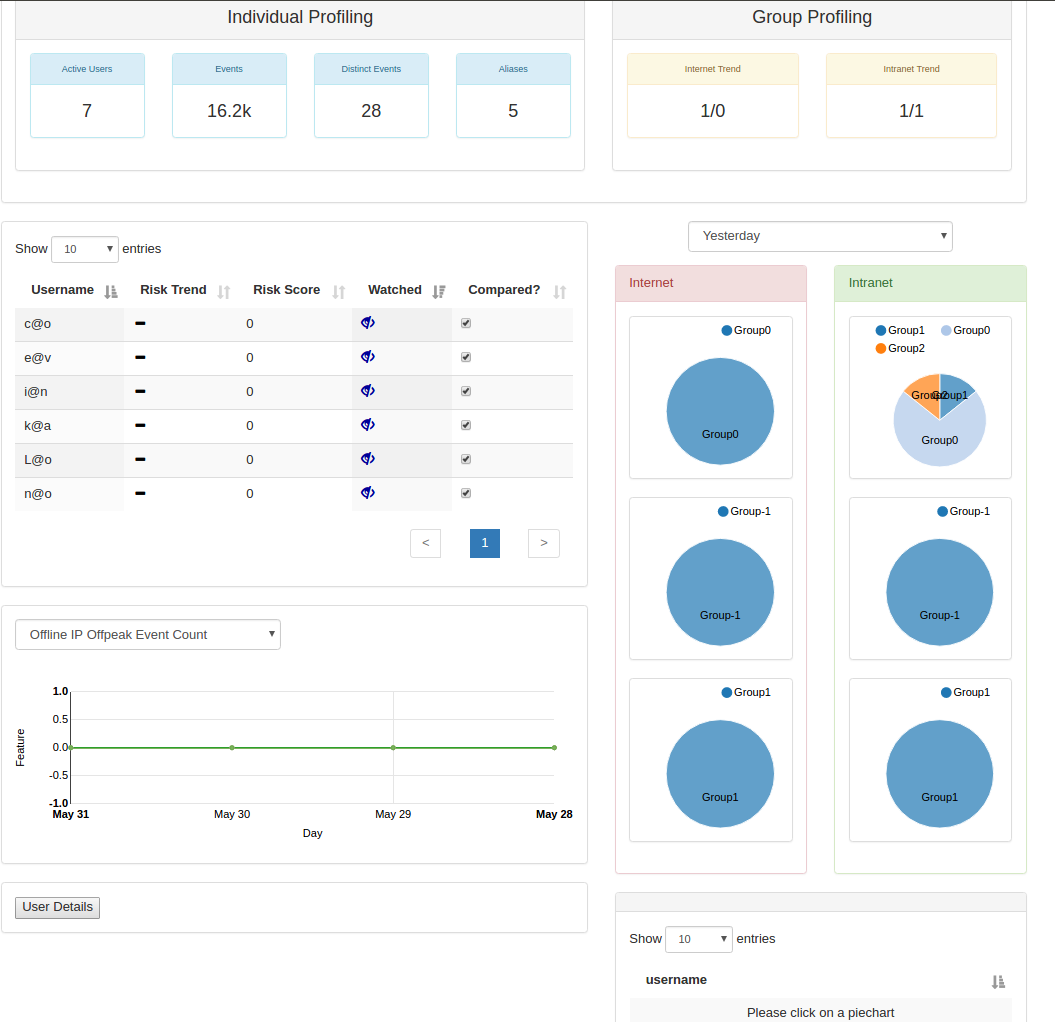 Individual Profiling
Active Users
Events
Distinct Events
Aliases
7
16.2k
28
5
Group Profiling
Internet Trend
Intranet Trend
1/0
1/1
Show 10 entries
Username Risk Trend Risk Score Watched Compared?
c@o 0
e@v 0
i@n 0
k@a 0
L@o 0
n@o 0
< 1 >
Offline IP Offpeak Event Count
Feature
1.0
0.5
0.0
-0.5
-1.0
May 31 May 30 May 29 May 28
Day
User Details
Yesterday
Internet
Group0
Group0
Group-1
Group-1
Group1
Group1
Intranet
Group1 Group0
Group2
Group2 Group1
Group0
Group-1
Group-1
Group1
Group1
Show 10 entries
username
Please click on a piechart